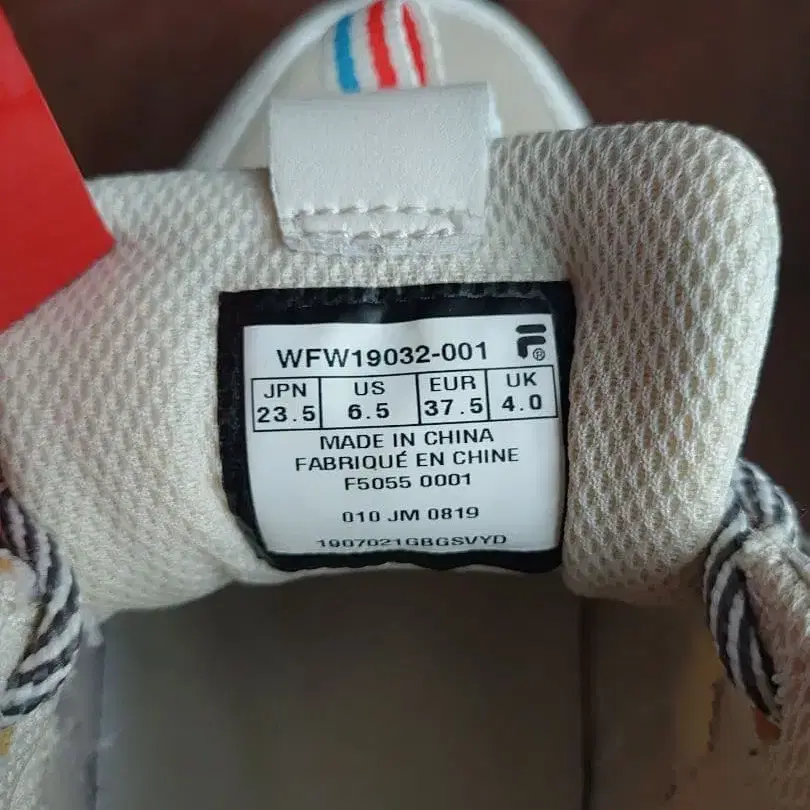 WFW19032-001 F®
JPN US EUR UK
23.5 6.5 37.5 4.0
MADE IN CHINA
FABRIQUÉ EN CHINE
F5055 0001
010 JM 0819
1907021GBGSVYD